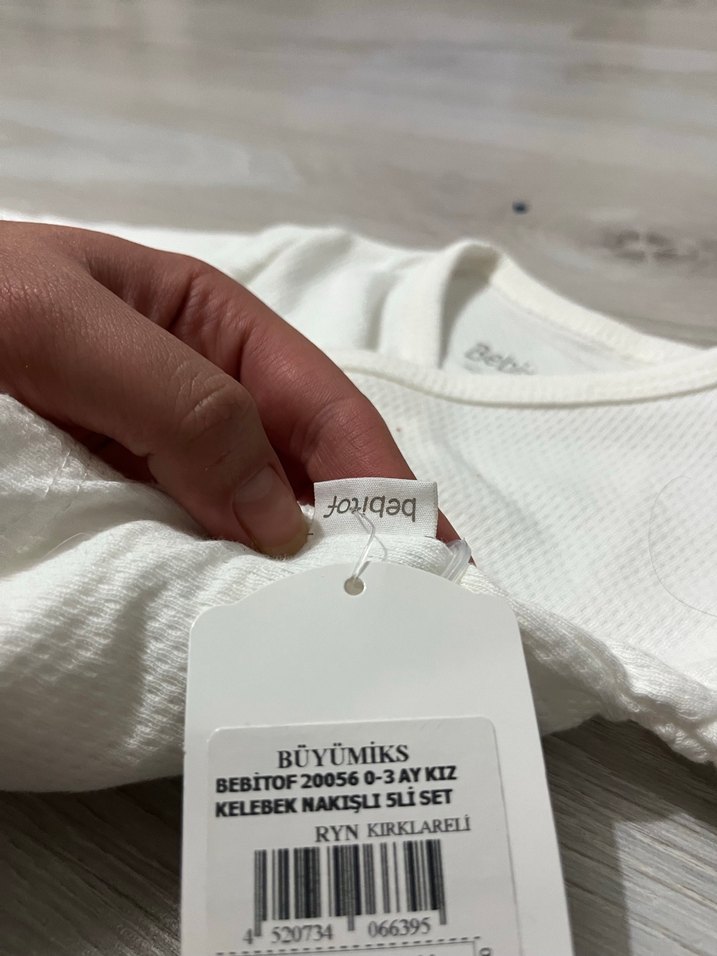 Bebi
bebitof
BÜYÜMİKS
BEBİTOF 20056 0-3 AY KIZ
KELEBEK NAKIŞLI 5Lİ SET
RYN KIRKLARELİ
4 520734 066395